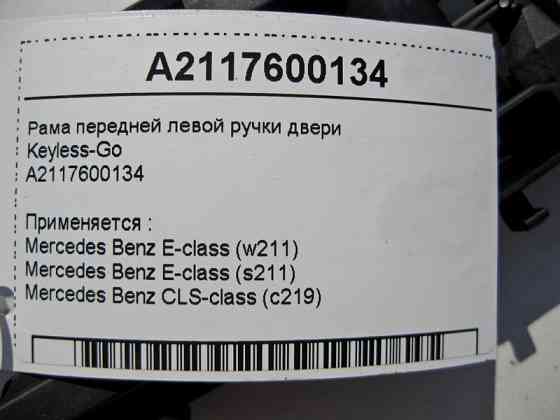 A2117600134
Рама передней левой ручки двери
Keyless-Go
A2117600134
Применяется :
Mercedes Benz E-class (w211)
Mercedes Benz E-class (s211)
Mercedes Benz CLS-class (c219)